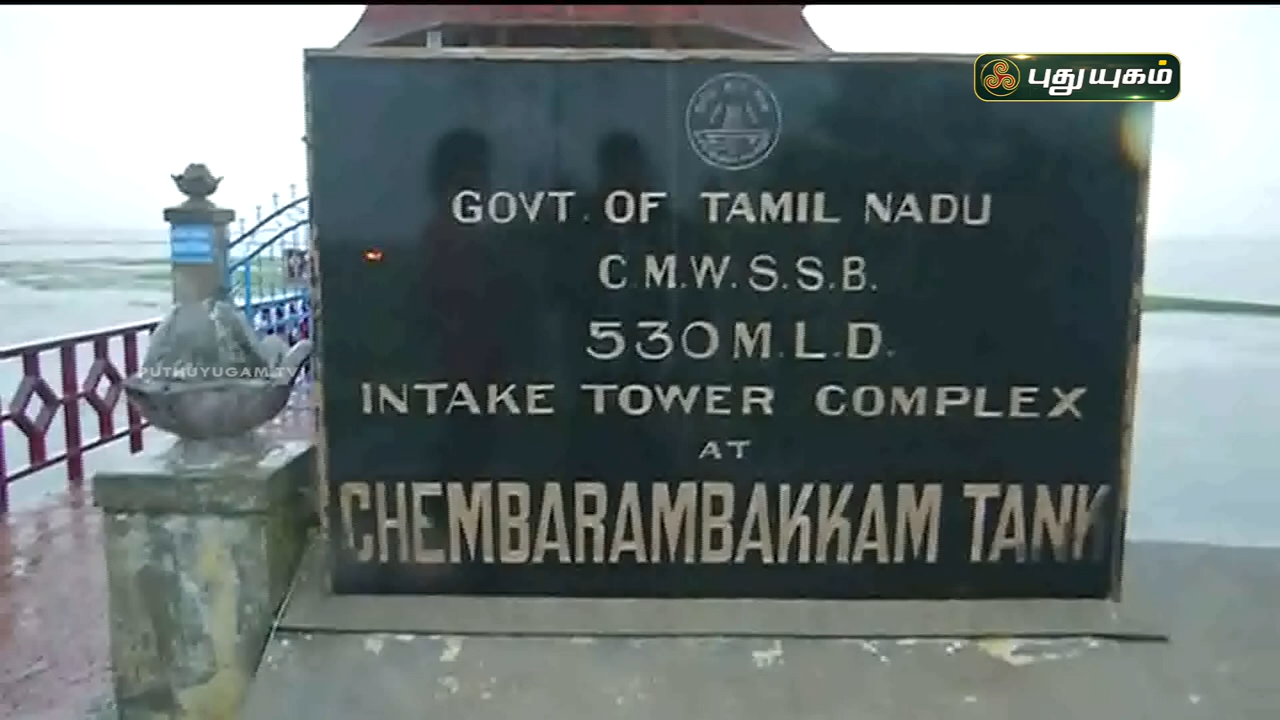 புதுயுகம்
GOVT. OF TAMIL NADU
C.M.W.S.S.B.
530 M.L.D.
INTAKE TOWER COMPLEX
AT
CHEMBARAMBAKKAM TANK
PUTHUYUGAM.TV